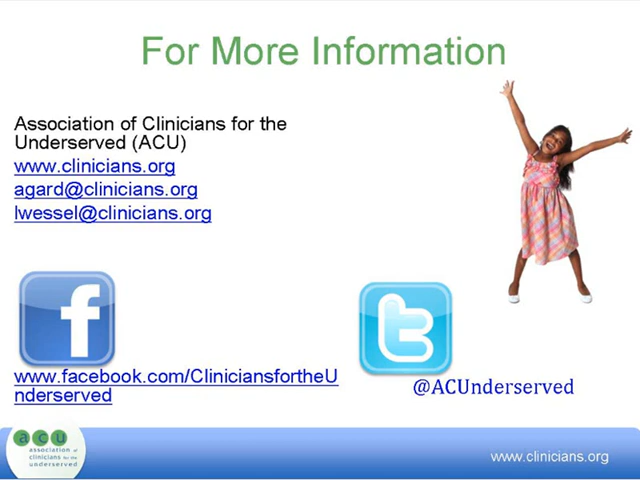 For More Information
Association of Clinicians for the
Underserved (ACU)
www.clinicians.org
agard@clinicians.org
lwessel@clinicians.org
f
t
www.facebook.com/CliniciansfortheU
nderserved
@ACUnderserved
acu
association of
clinicians for the
underserved
www.clinicians.org